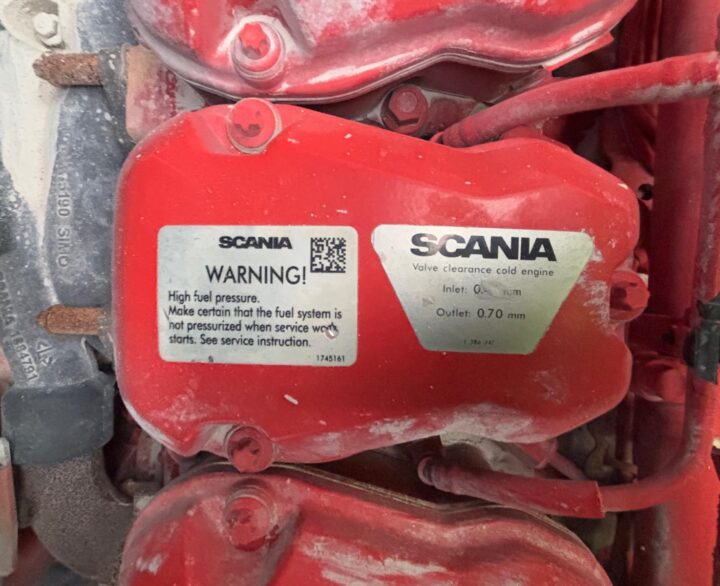 SCANIA
WARNING!
High fuel pressure.
Make certain that the fuel system is
not pressurized when service work
starts. See service instruction.
1745161
SCANIA
Valve clearance cold engine
Inlet: mm
Outlet: 0.70 mm